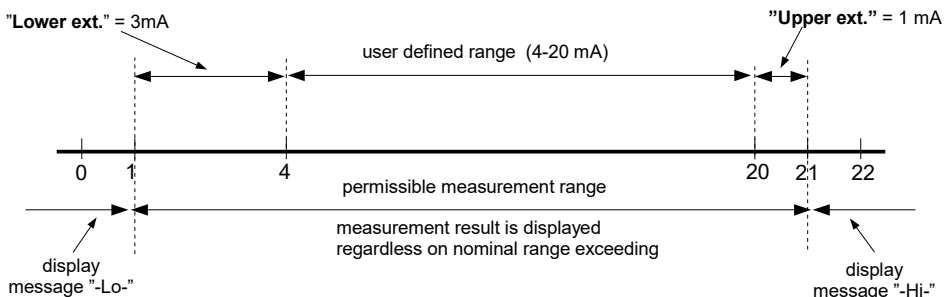 "Lower ext." = 3mA
"Upper ext." = 1 mA
user defined range (4-20 mA)
0 1 4 20 21 22
permissible measurement range
measurement result is displayed
regardless on nominal range exceeding
display
message "-Lo-"
display
message "-Hi-"